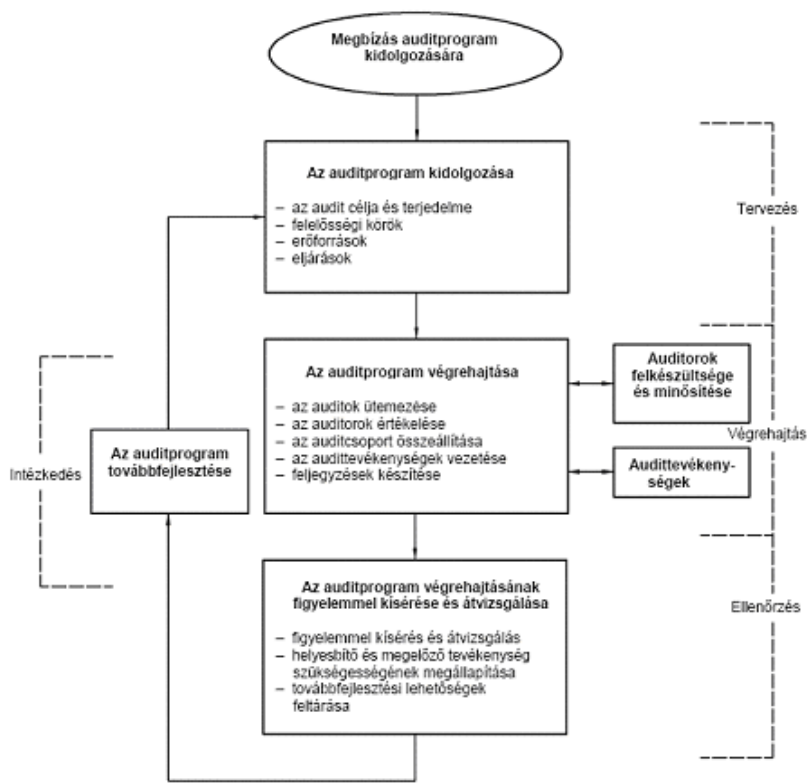 Megbízás auditprogram
kidolgozására
Az auditprogram kidolgozása
– az audit célja és terjedelme
– felelősségi körök
– erőforrások
– eljárások
Tervezés
Az auditprogram végrehajtása
– az auditok ütemezése
– az auditorok értékelése
– az auditcsoport összeállítása
– az audittevékenységek vezetése
– feljegyzések készítése
Auditorok
felkészültsége
és minősítése
Audittevékeny-
ségek
Végrehajtás
Az auditprogram
továbbfejlesztése
Intézkedés
Az auditprogram végrehajtásának
figyelemmel kísérése és átvizsgálása
– figyelemmel kísérés és átvizsgálás
– helyesbítő és megelőző tevékenység
szükségességének megállapítása
– továbbfejlesztési lehetőségek
feltárása
Ellenőrzés